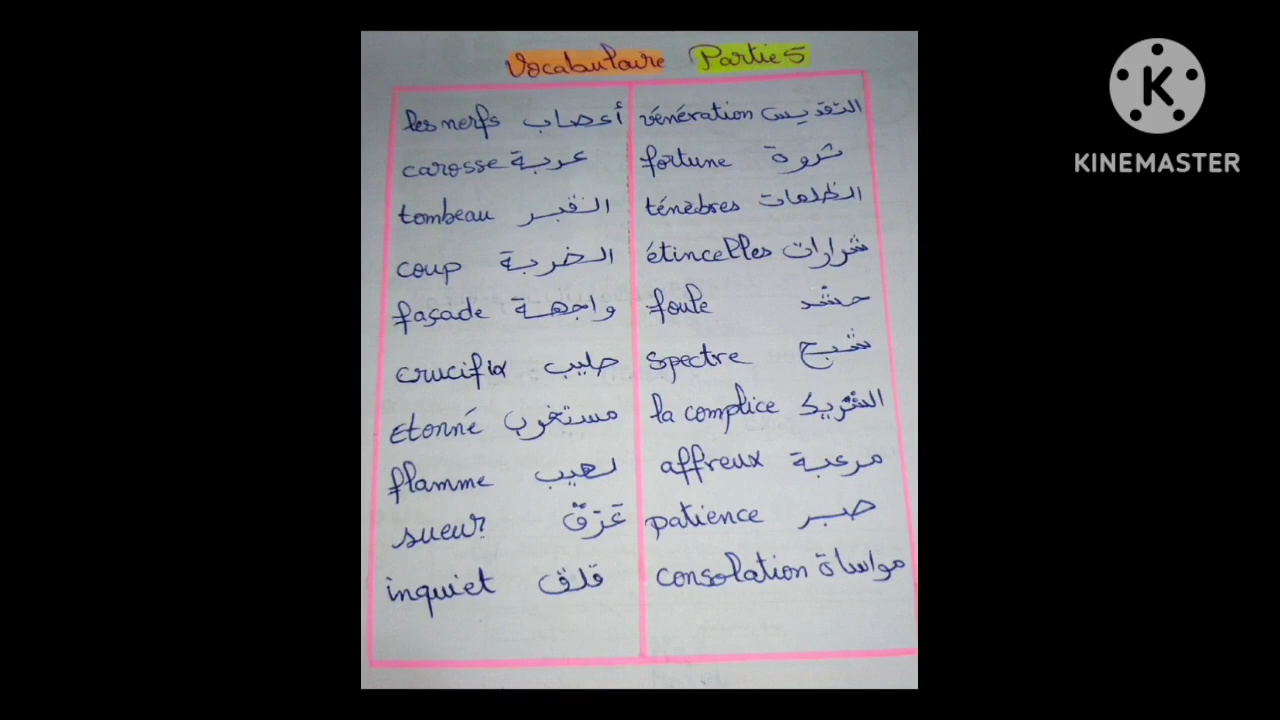 Vocabulaire Partie 5
les nerfs أعصاب
carosse عربة
tombeau القبر
coup الضربة
façade واجهة
crucifix صليب
etonné مستغرب
flamme لهيب
sueur عَرَقْ
inquiet قلق
vénération التقديس
fortune ثروة
ténèbres الظلمات
étincelles شرارات
foule حشد
spectre شبح
la complice الشريك
affreux مرعبة
patience صبر
consolation مواساة
K
KINEMASTER